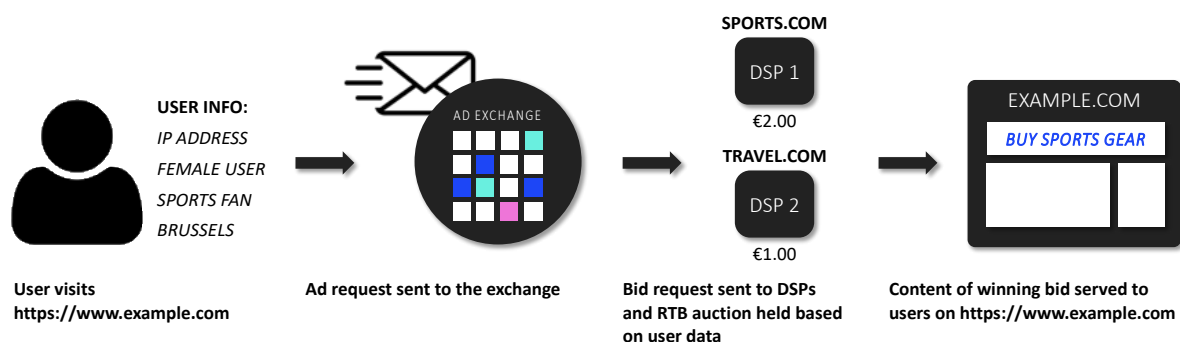 USER INFO:
IP ADDRESS
FEMALE USER
SPORTS FAN
BRUSSELS
User visits
https://www.example.com
AD EXCHANGE
Ad request sent to the exchange
SPORTS.COM
DSP 1
€2.00
TRAVEL.COM
DSP 2
€1.00
Bid request sent to DSPs
and RTB auction held based
on user data
EXAMPLE.COM
BUY SPORTS GEAR
Content of winning bid served to
users on https://www.example.com